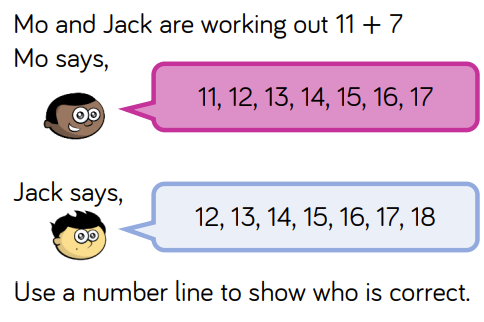 Mo and Jack are working out 11 + 7
Mo says,
11, 12, 13, 14, 15, 16, 17
Jack says,
12, 13, 14, 15, 16, 17, 18
Use a number line to show who is correct.